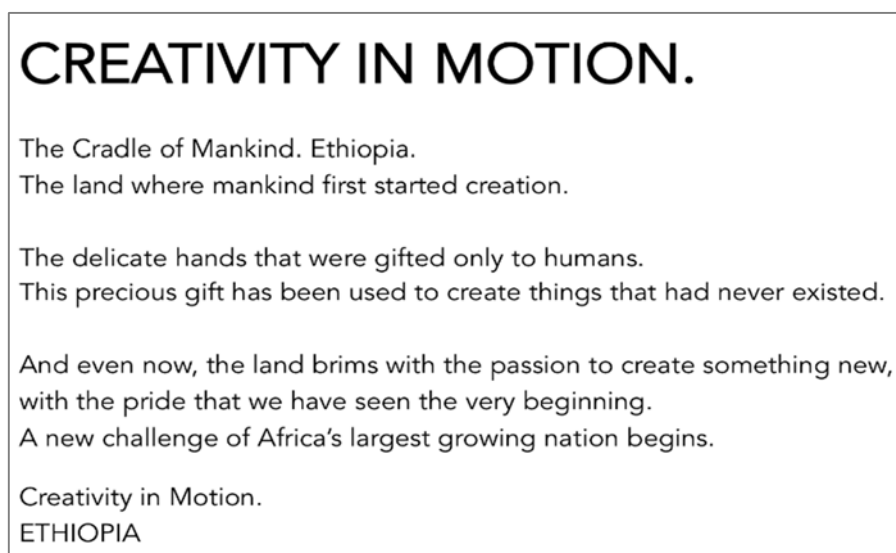 CREATIVITY IN MOTION.
The Cradle of Mankind. Ethiopia.
The land where mankind first started creation.
The delicate hands that were gifted only to humans.
This precious gift has been used to create things that had never existed.
And even now, the land brims with the passion to create something new,
with the pride that we have seen the very beginning.
A new challenge of Africa’s largest growing nation begins.
Creativity in Motion.
ETHIOPIA